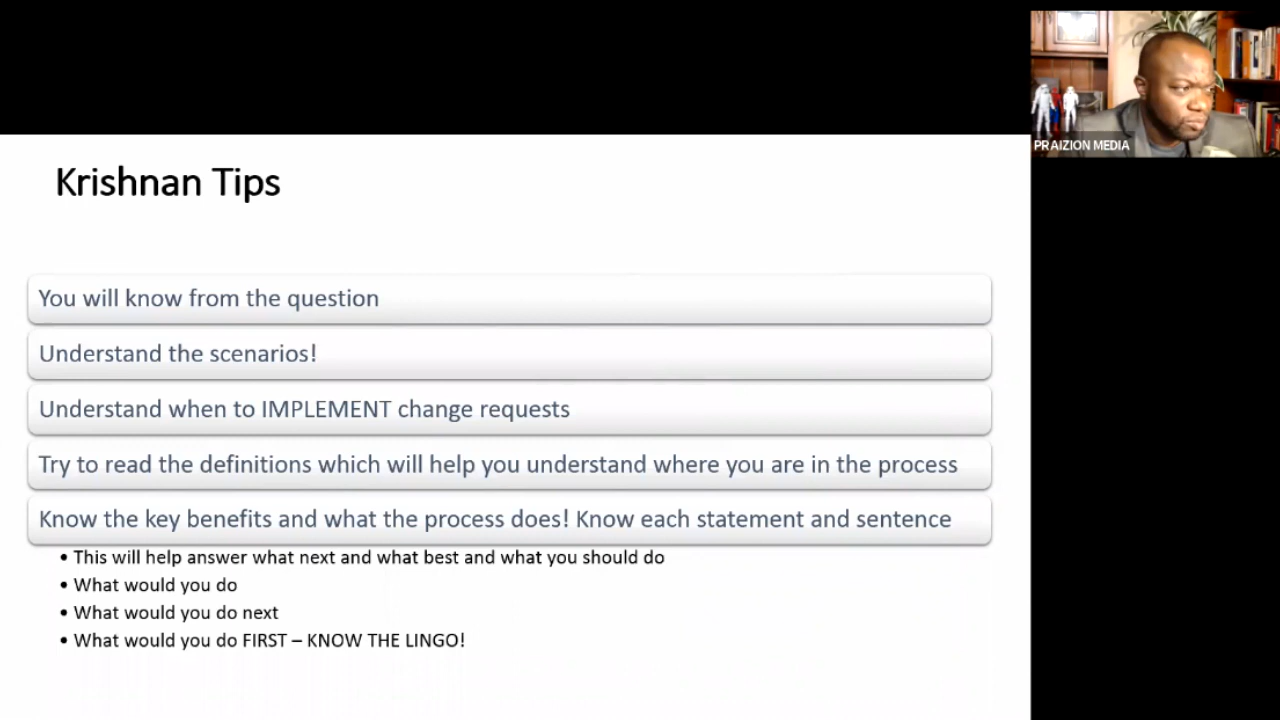 Krishnan Tips
You will know from the question
Understand the scenarios!
Understand when to IMPLEMENT change requests
Try to read the definitions which will help you understand where you are in the process
Know the key benefits and what the process does! Know each statement and sentence
• This will help answer what next and what best and what you should do
• What would you do
• What would you do next
• What would you do FIRST – KNOW THE LINGO!
PRAIZION MEDIA